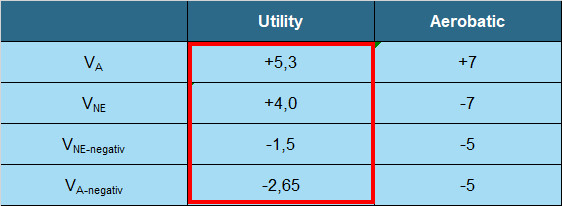 Utility Aerobatic
VA +5,3 +7
VNE +4,0 -7
VNE-negativ -1,5 -5
VA-negativ -2,65 -5